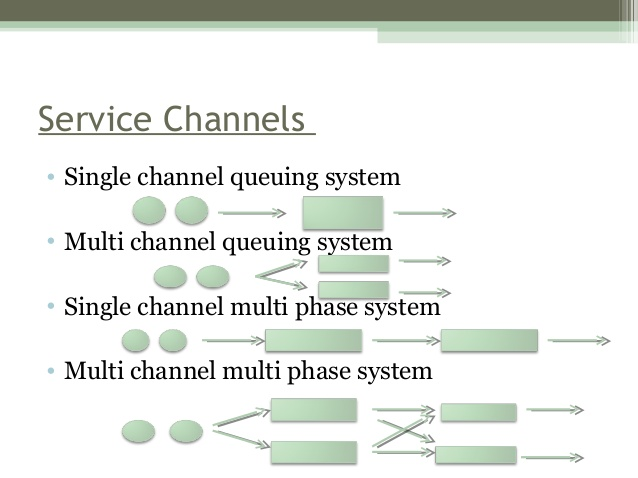 Service Channels
• Single channel queuing system
• Multi channel queuing system
• Single channel multi phase system
• Multi channel multi phase system